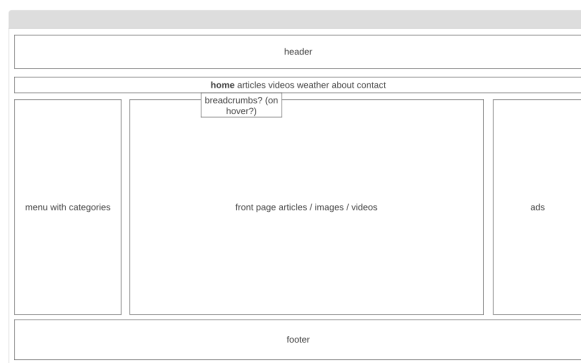 header
home articles videos weather about contact
breadcrumbs? (on
hover?)
menu with categories
front page articles / images / videos
ads
footer